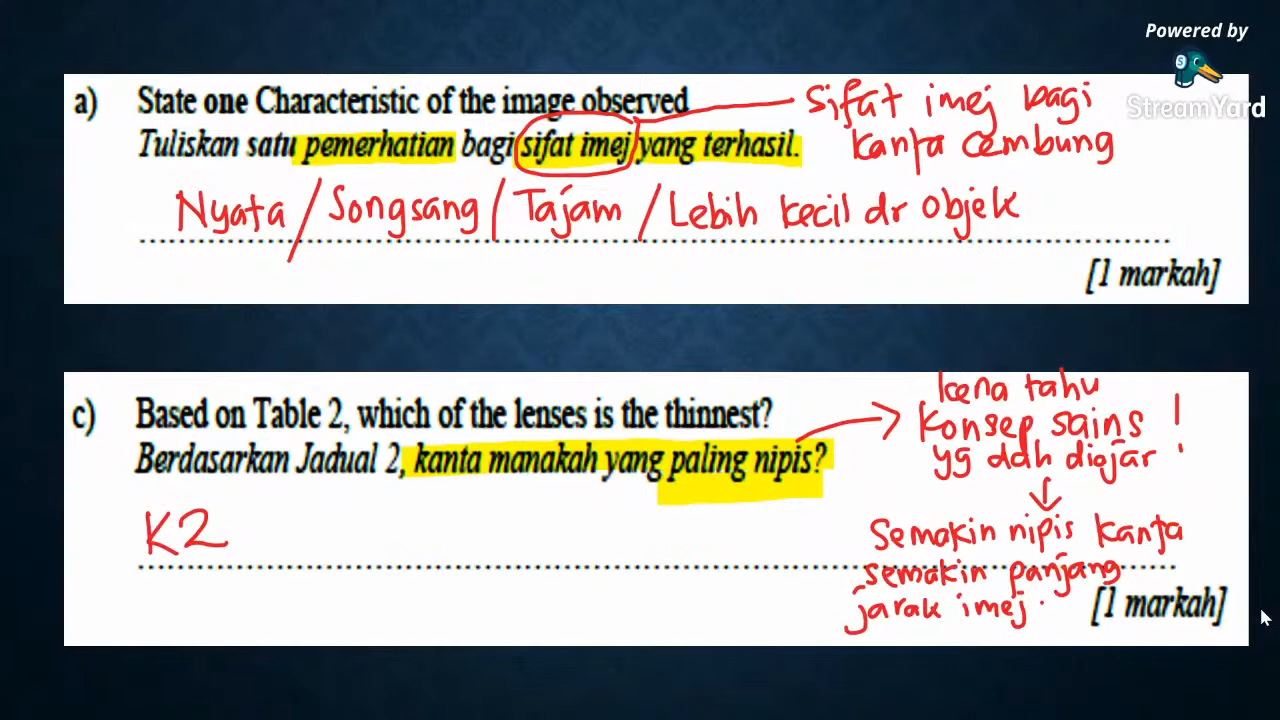 Powered by
StreamYard
a) State one Characteristic of the image observed
Tuliskan satu pemerhatian bagi sifat imej yang terhasil.
Sifat imej bagi
kanta cembung
Nyata / Songsang / Tajam / Lebih kecil dr objek
[1 markah]
c) Based on Table 2, which of the lenses is the thinnest?
Berdasarkan Jadual 2, kanta manakah yang paling nipis?
kena tahu
konsep sains !
yg ddh diajar !
K2
Semakin nipis kanta
semakin panjang
jarak imej.
[1 markah]